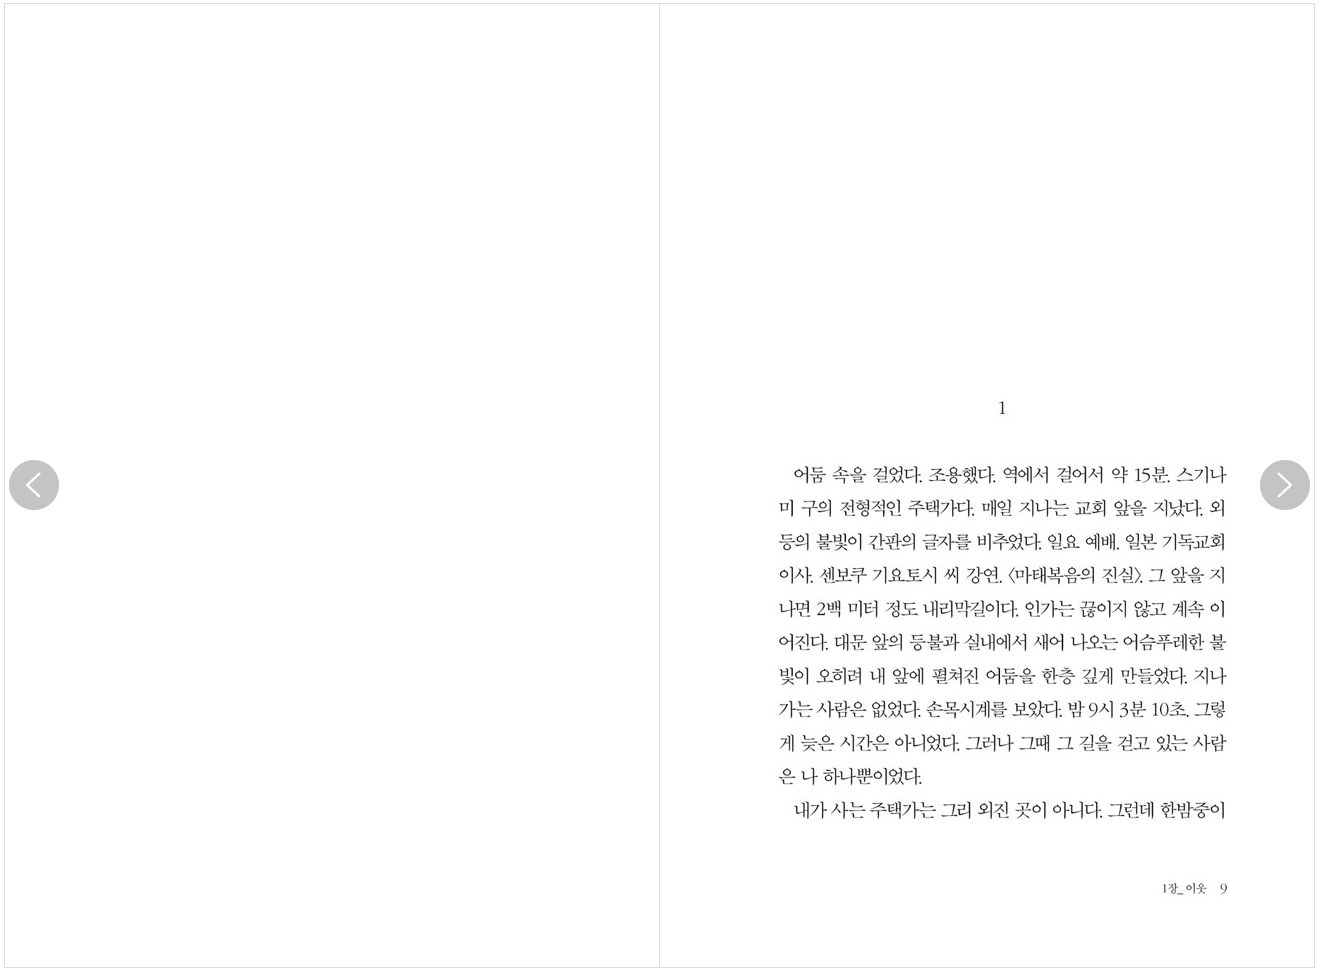 1
어둠 속을 걸었다. 조용했다. 역에서 걸어서 약 15분. 스기나
미 구의 전형적인 주택가다. 매일 지나는 교회 앞을 지났다. 외
등의 불빛이 간판의 글자를 비추었다. 일요 예배. 일본 기독교회
이사. 센보쿠 기요토시 씨 강연. 〈마태복음의 진실〉. 그 앞을 지
나면 2백 미터 정도 내리막길이다. 인가는 끊이지 않고 계속 이
어진다. 대문 앞의 등불과 실내에서 새어 나오는 어슴푸레한 불
빛이 오히려 내 앞에 펼쳐진 어둠을 한층 깊게 만들었다. 지나
가는 사람은 없었다. 손목시계를 보았다. 밤 9시 3분 10초. 그렇
게 늦은 시간은 아니었다. 그러나 그때 그 길을 걷고 있는 사람
은 나 하나뿐이었다.
내가 사는 주택가는 그리 외진 곳이 아니다. 그런데 한밤중이
1장_ 이웃 9